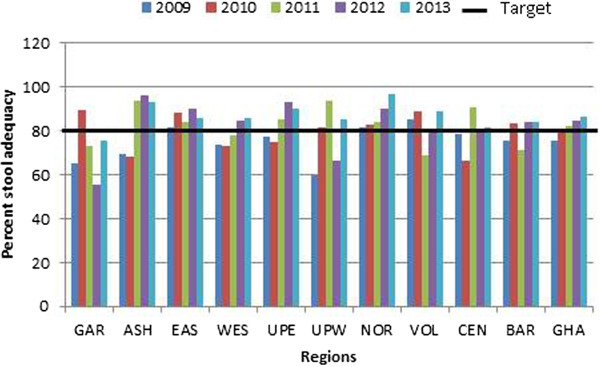 2009 2010 2011 2012 2013 Target
Percent stool adequacy
120
100
80
60
40
20
0
GAR ASH EAS WES UPE UPW NOR VOL CEN BAR GHA
Regions